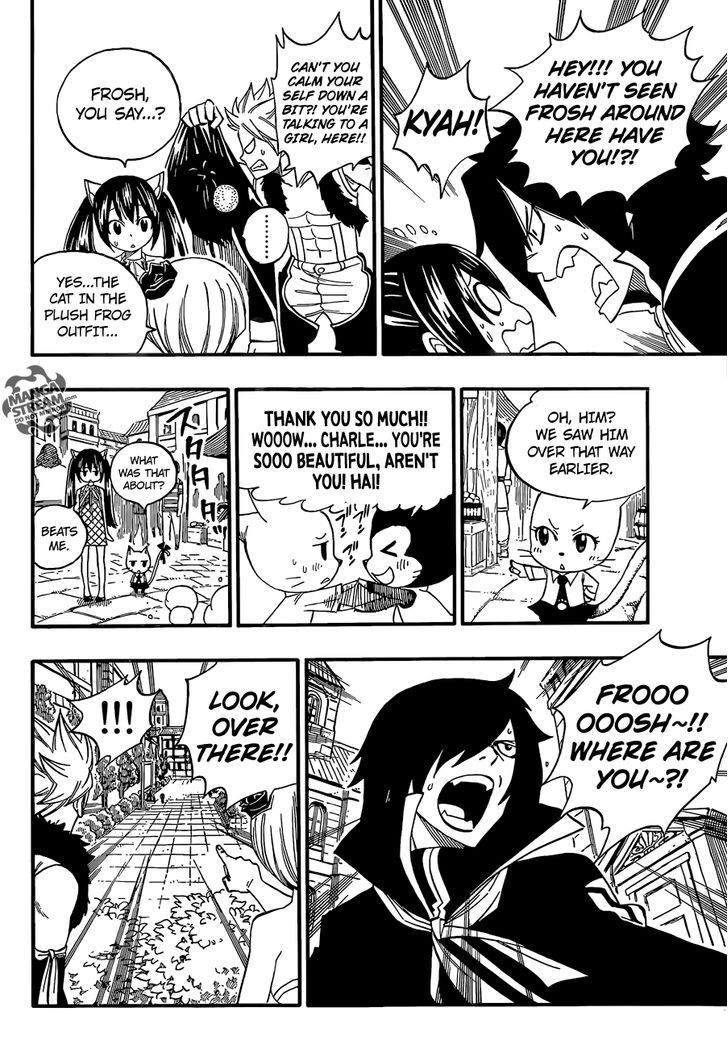 HEY!!! YOU
HAVEN'T SEEN
FROSH AROUND
HERE HAVE
YOU!?!
KYAH!
CAN'T YOU
CALM YOUR
SELF DOWN A
BIT?! YOU'RE
TALKING TO A
GIRL, HERE!!
FROSH,
YOU SAY...?
.........
YES...THE
CAT IN THE
PLUSH FROG
OUTFIT...
OH, HIM?
WE SAW HIM
OVER THAT WAY
EARLIER.
THANK YOU SO MUCH!!
WOOOW... CHARLE... YOU'RE
SOOO BEAUTIFUL, AREN'T
YOU! HAI!
WHAT
WAS THAT
ABOUT?
BEATS
ME.
MANGA
STREAM.com
FROOO
OOOSH~!!
WHERE ARE
YOU~?!
LOOK,
OVER
THERE!!
!!!